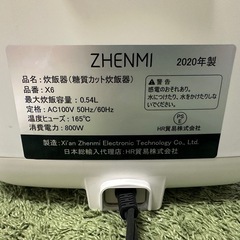 ZHENMI
2020年製
品名：炊飯器（糖質カット炊飯器）
品番：X6
最大炊飯容量：0.54L
定格：AC100V 50Hz/60Hz
温度ヒューズ：165℃
消費電力：800W
警告
感電のおそれあり。
水につけたり、水をかけたりしないでください。
PS
E
HR貿易株式会社
製造：Xi'an Zhenmi Electronic Technology Co.,Ltd.
日本総輸入代理店：HR貿易株式会社